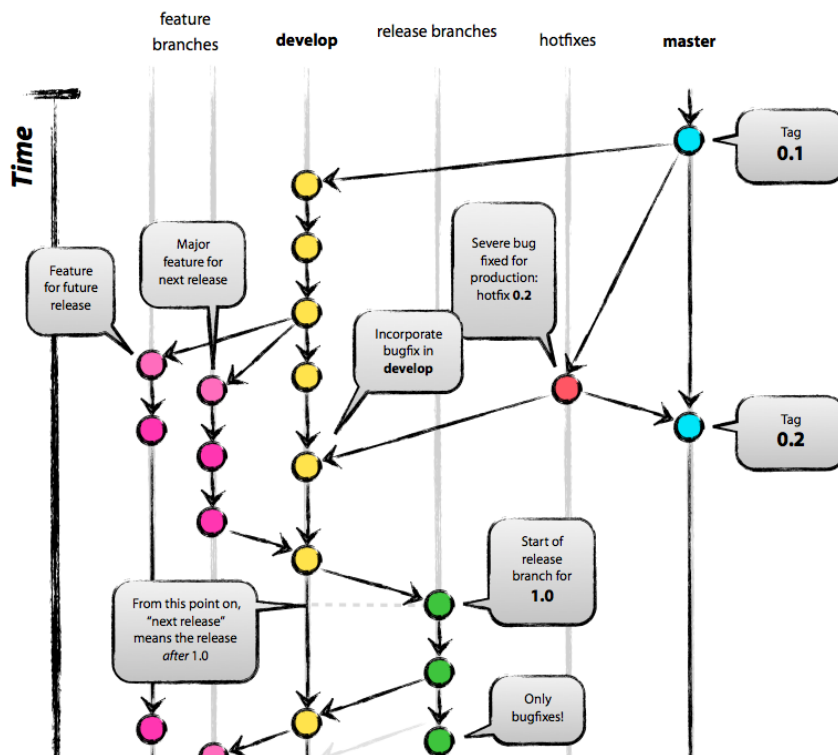 feature
branches
develop
release branches
hotfixes
master
Time
Tag
0.1
Major
feature for
next release
Feature
for future
release
Severe bug
fixed for
production:
hotfix 0.2
Incorporate
bugfix in
develop
Tag
0.2
Start of
release
branch for
1.0
From this point on,
“next release”
means the release
after 1.0
Only
bugfixes!